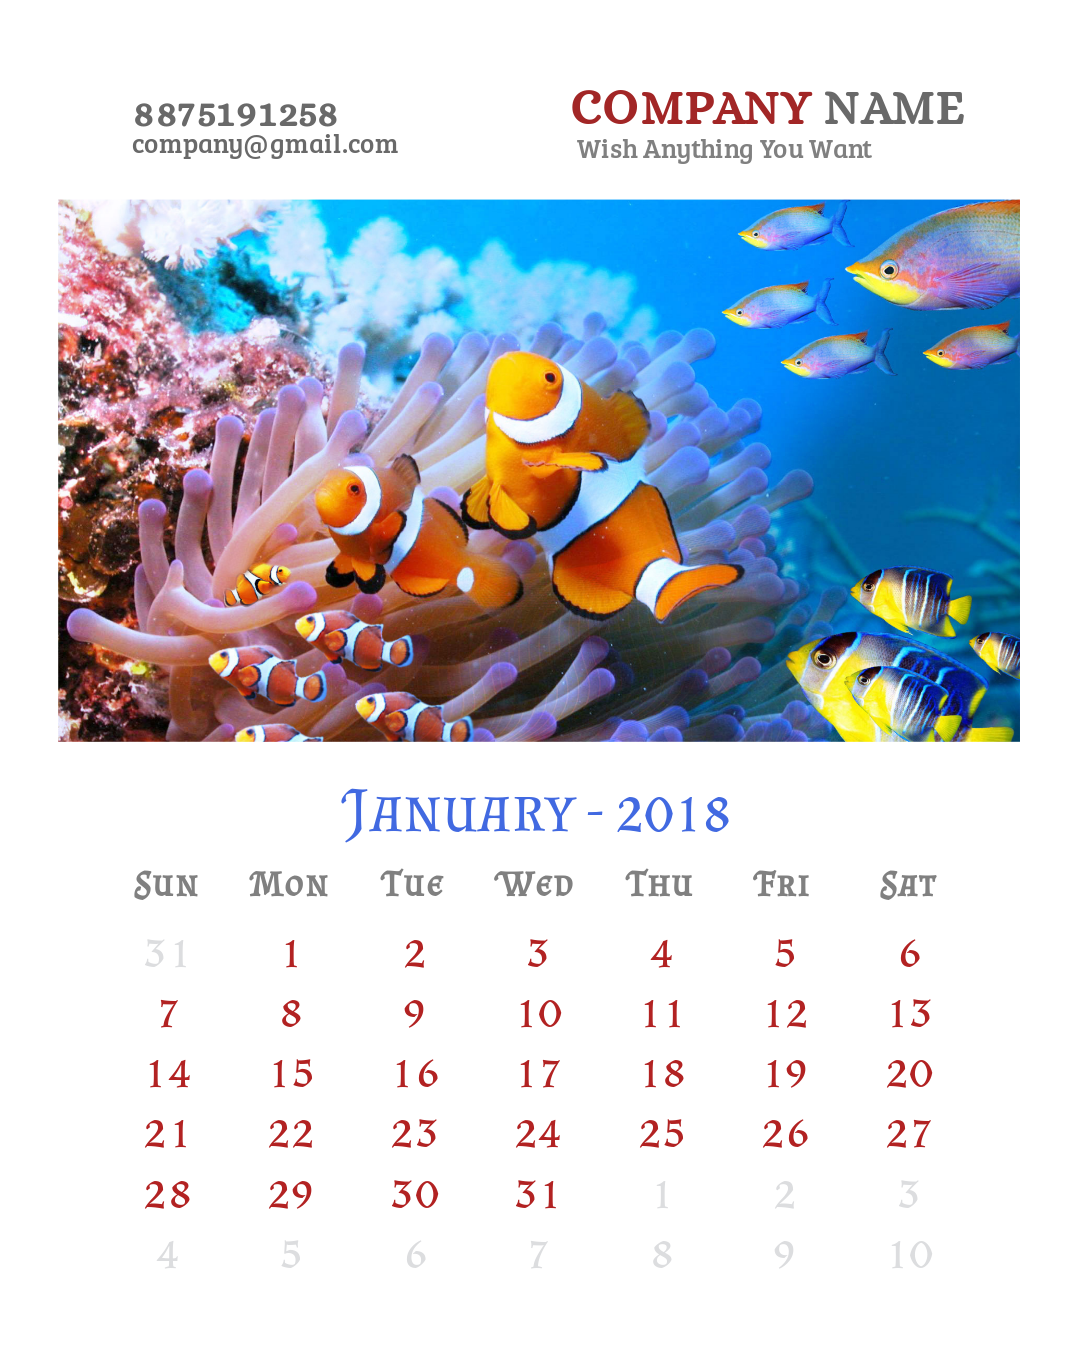 8875191258
company@gmail.com
COMPANY NAME
Wish Anything You Want
January - 2018
Sun Mon Tue Wed Thu Fri Sat
31 1 2 3 4 5 6
7 8 9 10 11 12 13
14 15 16 17 18 19 20
21 22 23 24 25 26 27
28 29 30 31 1 2 3
4 5 6 7 8 9 10